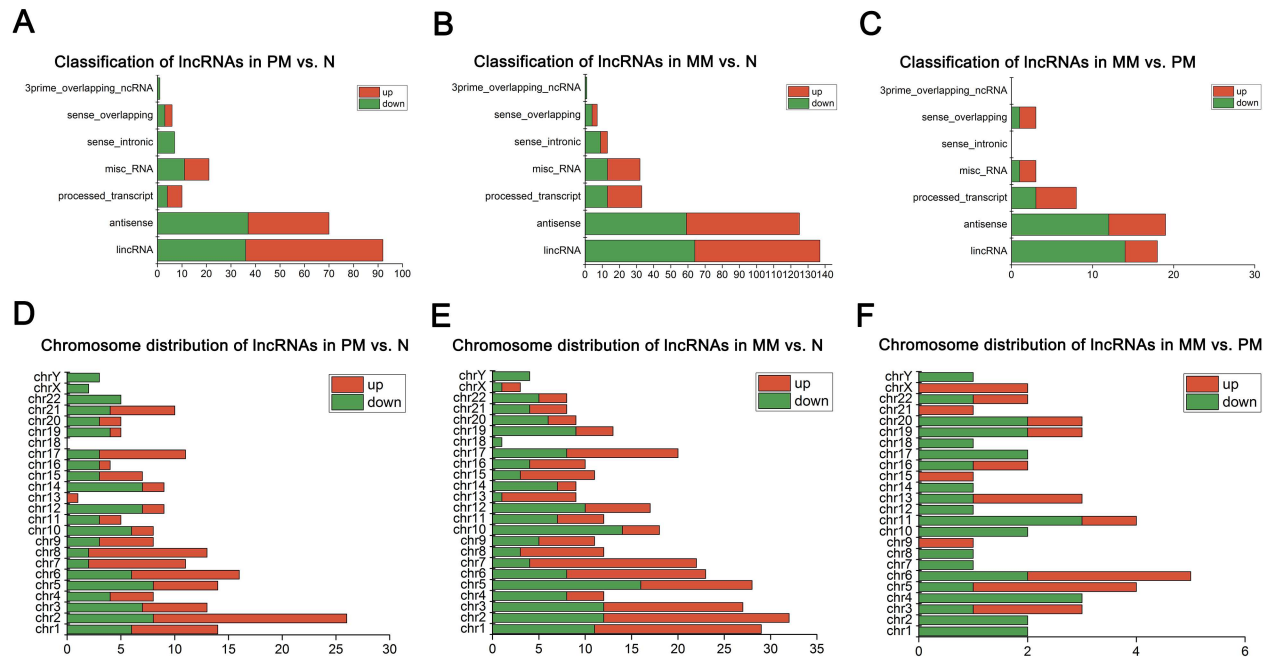 A
Classification of lncRNAs in PM vs. N
3prime_overlapping_ncRNA
sense_overlapping
sense_intronic
misc_RNA
processed_transcript
antisense
lincRNA
0 10 20 30 40 50 60 70 80 90 100
up
down
B
Classification of lncRNAs in MM vs. N
3prime_overlapping_ncRNA
sense_overlapping
sense_intronic
misc_RNA
processed_transcript
antisense
lincRNA
0 10 20 30 40 50 60 70 80 90 100 110 120 130 140
up
down
C
Classification of lncRNAs in MM vs. PM
3prime_overlapping_ncRNA
sense_overlapping
sense_intronic
misc_RNA
processed_transcript
antisense
lincRNA
0 10 20 30
up
down
D
Chromosome distribution of lncRNAs in PM vs. N
chrY
chrX
chr22
chr21
chr20
chr19
chr18
chr17
chr16
chr15
chr14
chr13
chr12
chr11
chr10
chr9
chr8
chr7
chr6
chr5
chr4
chr3
chr2
chr1
0 5 10 15 20 25 30
up
down
E
Chromosome distribution of lncRNAs in MM vs. N
chrY
chrX
chr22
chr21
chr20
chr19
chr18
chr17
chr16
chr15
chr14
chr13
chr12
chr11
chr10
chr9
chr8
chr7
chr6
chr5
chr4
chr3
chr2
chr1
0 5 10 15 20 25 30 35
up
down
F
Chromosome distribution of lncRNAs in MM vs. PM
chrY
chrX
chr22
chr21
chr20
chr19
chr18
chr17
chr16
chr15
chr14
chr13
chr12
chr11
chr10
chr9
chr8
chr7
chr6
chr5
chr4
chr3
chr2
chr1
0 2 4 6
up
down